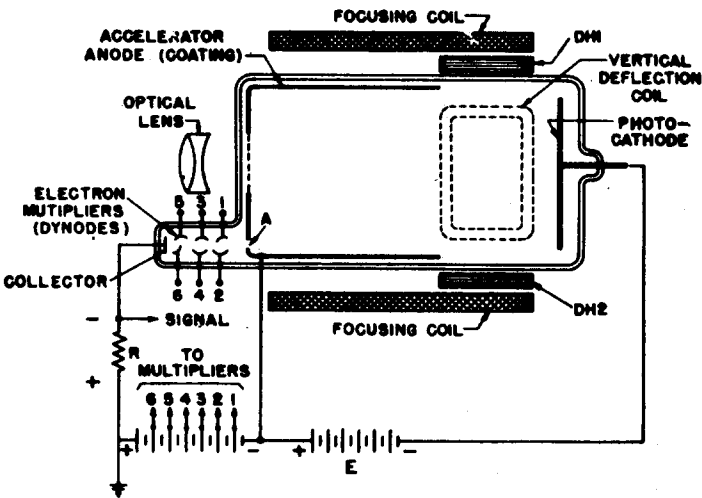 FOCUSING COIL
ACCELERATOR
ANODE (COATING)
DH1
VERTICAL
DEFLECTION
COIL
OPTICAL
LENS
PHOTO-
CATHODE
5 3 1
ELECTRON
MUTIPLIERS
(DYNODES)
A
COLLECTOR
6 4 2
- SIGNAL
DH2
FOCUSING COIL
R
TO
MULTIPLIERS
+
6 5 4 3 2 1
+ - + -
E